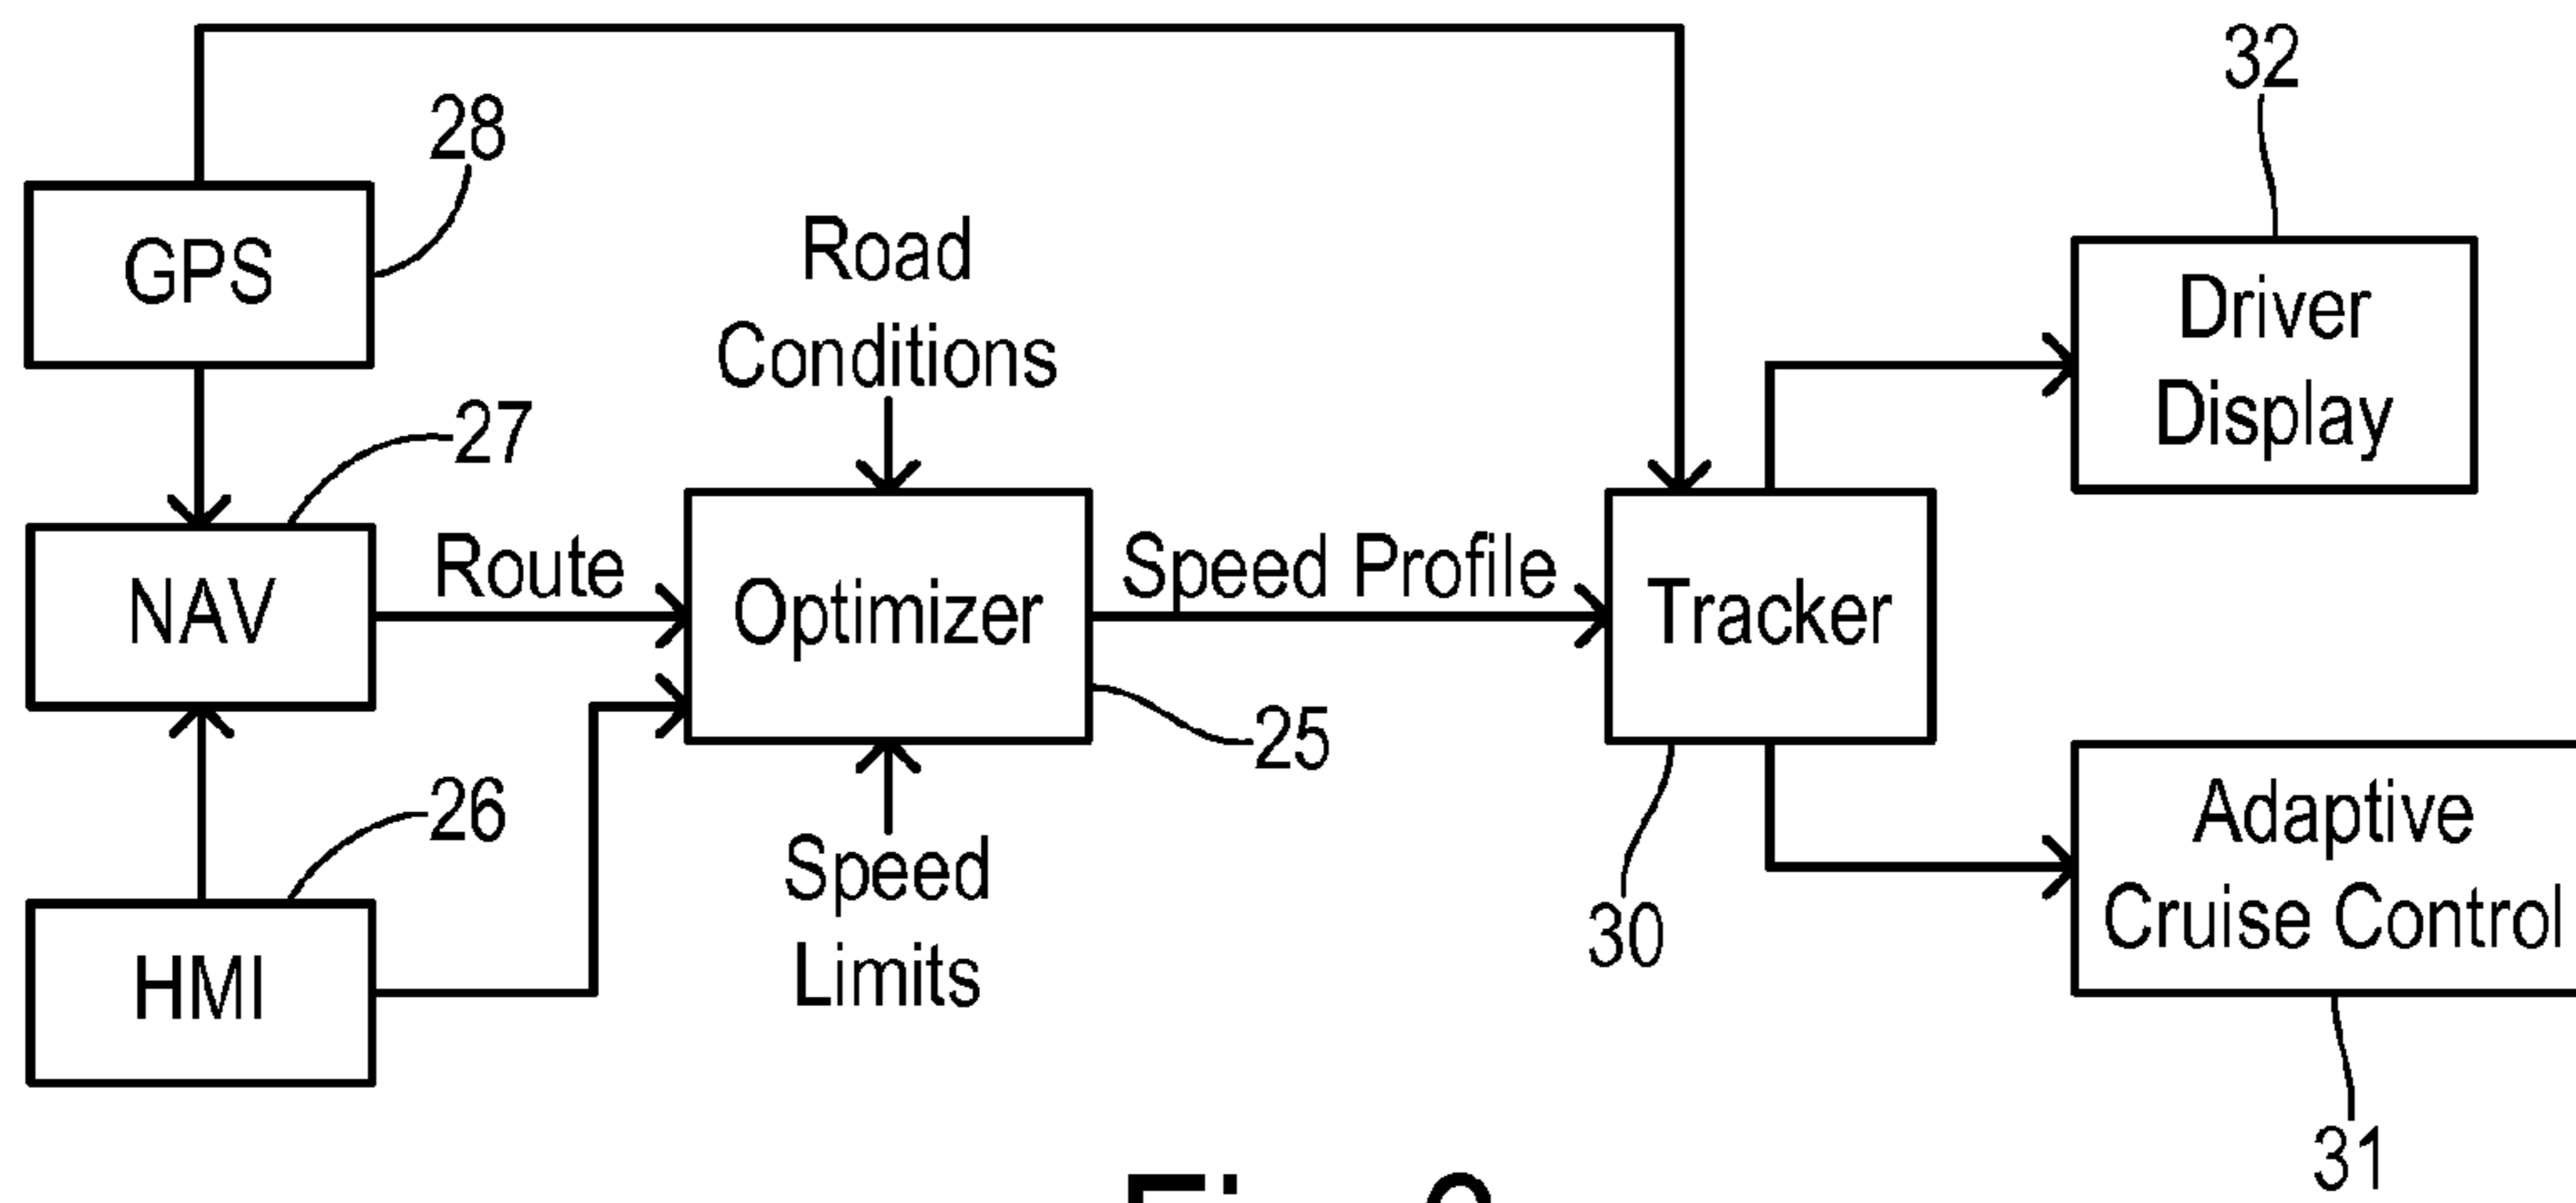 32
28
GPS
Road
Conditions
Driver
Display
27
NAV
Route
Optimizer
Speed Profile
Tracker
25
26
HMI
Speed
Limits
30
Adaptive
Cruise Control
31